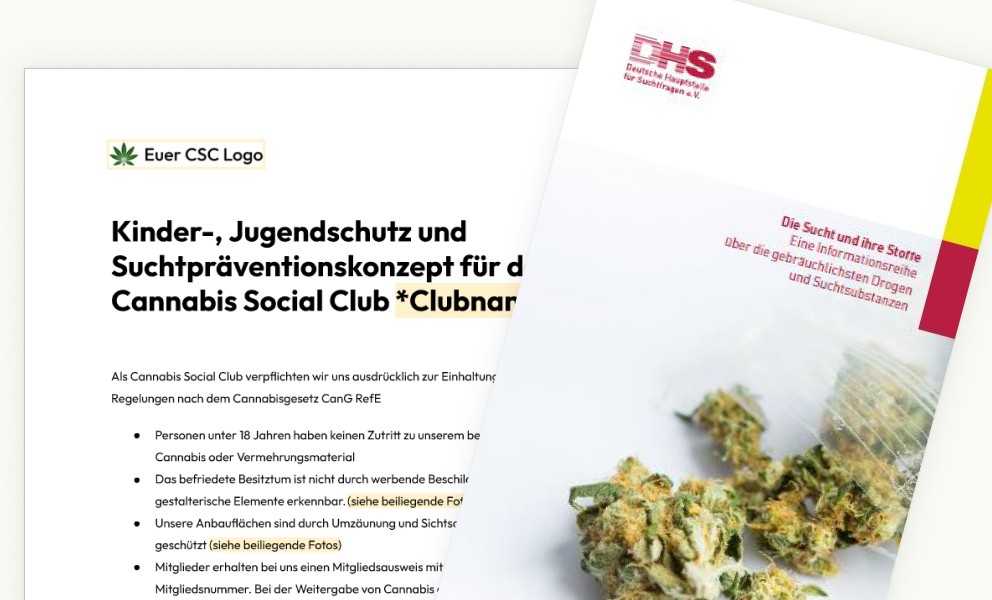 Euer CSC Logo
Kinder-, Jugendschutz und
Suchtpräventionskonzept für d
Cannabis Social Club *Clubnar
Als Cannabis Social Club verpflichten wir uns ausdrücklich zur Einhaltung
Regelungen nach dem Cannabisgesetz CanG RefE
Personen unter 18 Jahren haben keinen Zutritt zu unserem be
Cannabis oder Vermehrungsmaterial
Das befriedete Besitztum ist nicht durch werbende Beschil
gestalterische Elemente erkennbar. (siehe beiliegende Fot
Unsere Anbauflächen sind durch Umzäunung und Sichtsc
geschützt (siehe beiliegende Fotos)
Mitglieder erhalten bei uns einen Mitgliedsausweis mit
Mitgliedsnummer. Bei der Weitergabe von Cannabis
DHS
Deutsche Hauptstelle
für Suchtfragen e.V.
Die Sucht und ihre Stoffe
Eine Informationsreihe
über die gebräuchlichsten Drogen
und Suchtsubstanzen